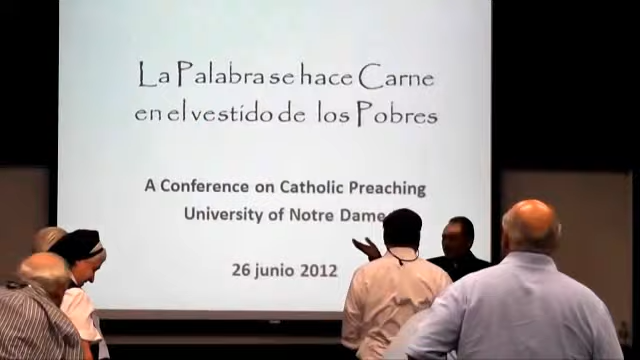 La Palabra se hace Carne
en el vestido de los Pobres
A Conference on Catholic Preaching
University of Notre Dame
26 junio 2012